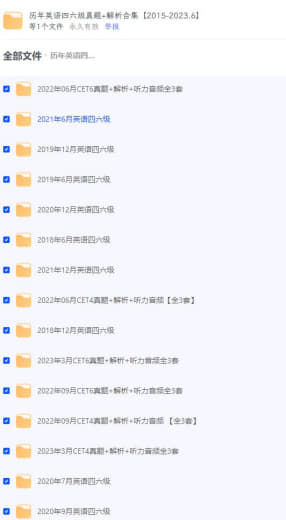 历年英语四六级真题+解析合集【2015-2023.6】
等1个文件 永久有效 举报
全部文件 · 历年英语四六...
2022年06月CET6真题+解析+听力音频全3套
2021年6月英语四六级
2019年12月英语四六级
2019年6月英语四六级
2020年12月英语四六级
2018年6月英语四六级
2021年12月英语四六级
2022年06月CET4真题+解析+听力音频【全3套】
2018年12月英语四六级
2023年3月CET6真题+解析+听力音频全3套
2022年09月CET6真题+解析+听力音频全3套
2022年09月CET4真题+解析+听力音频 【全3套】
2023年3月CET4真题+解析+听力音频全3套
2020年7月英语四六级
2020年9月英语四六级